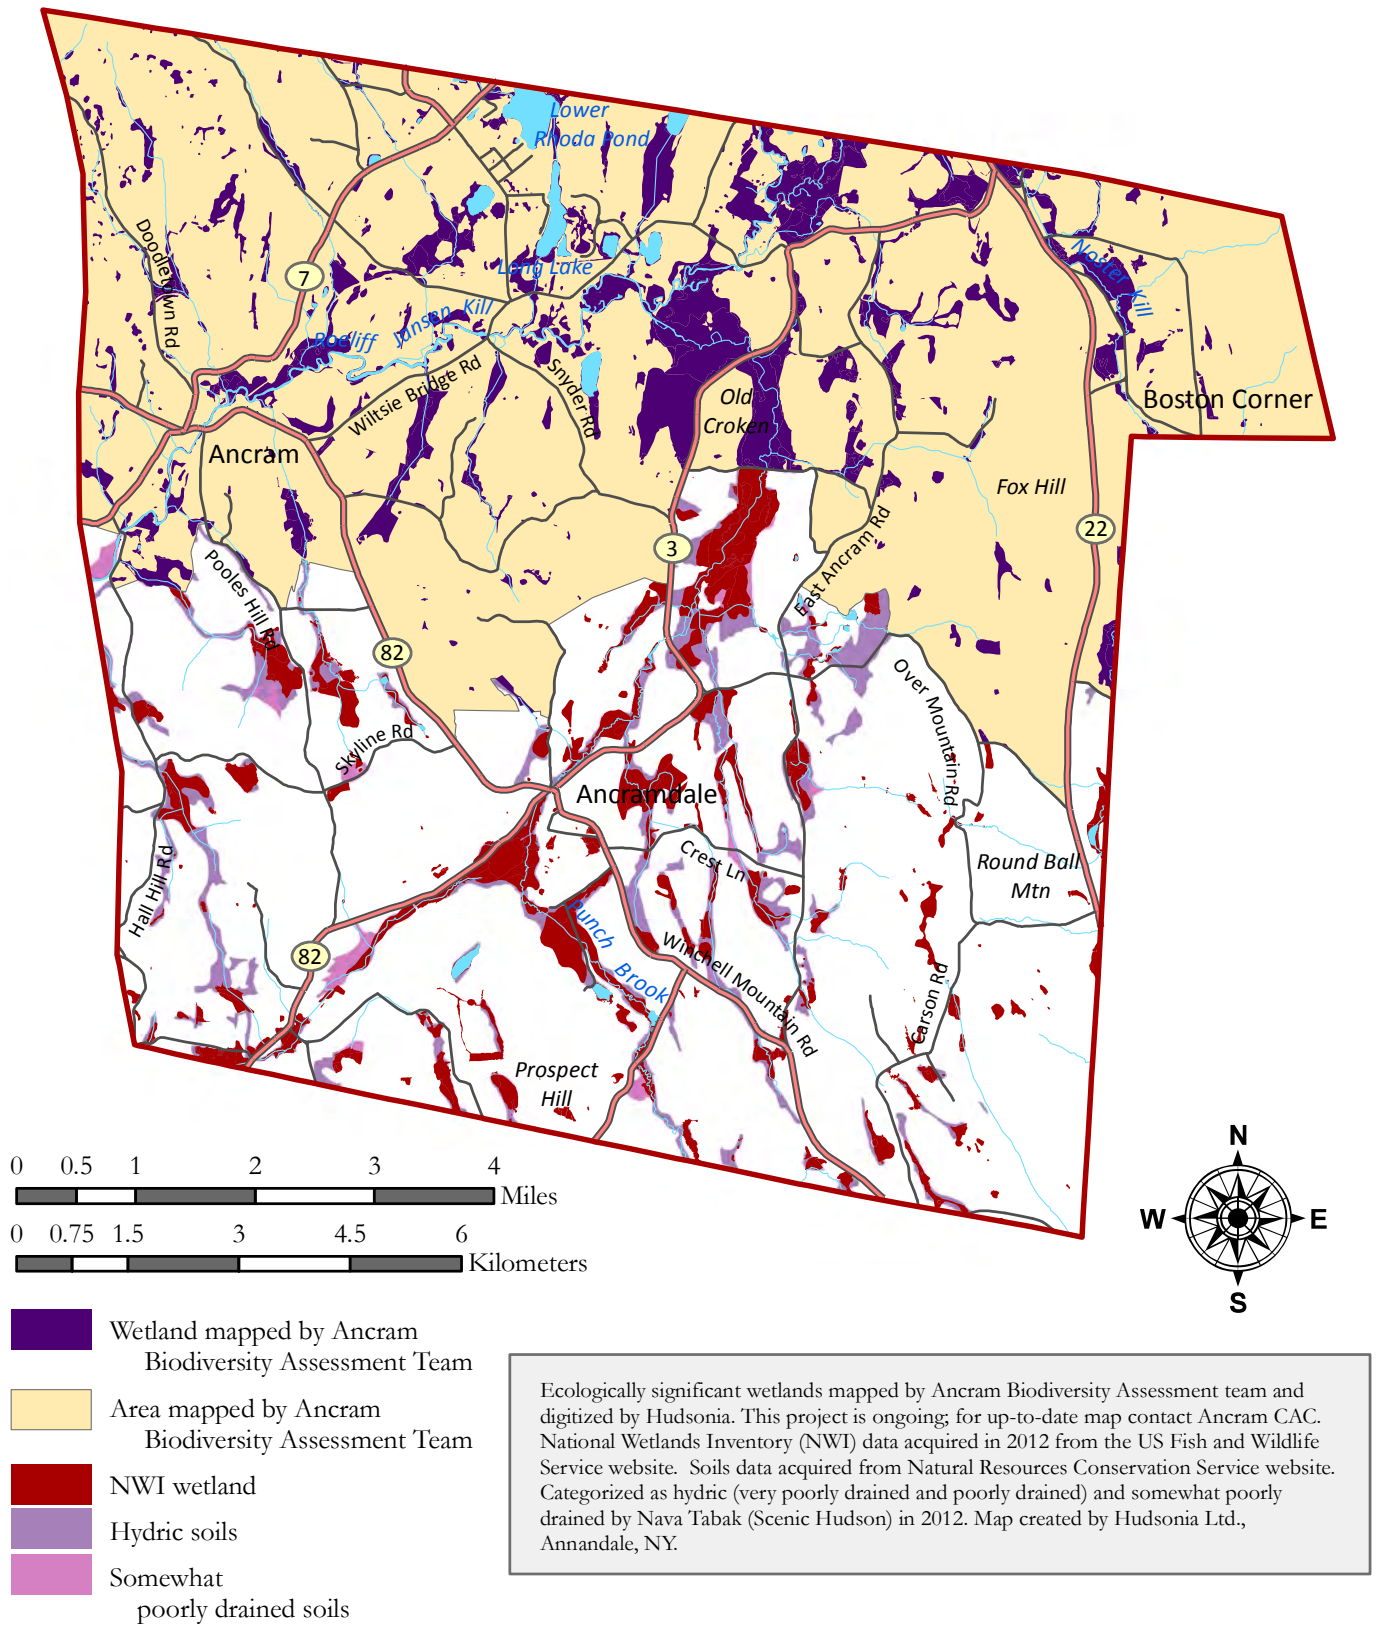 Lower
Rhoda Pond
Doodletown Rd
7
Long Lake
Noster Kill
Roeliff Jansen Kill
Wiltsie Bridge Rd
Snyder Rd
Old
Croken
Boston Corner
Ancram
Fox Hill
22
3
East Ancram Rd
Pooles Hill Rd
82
Over Mountain Rd
Skyline Rd
Ancramdale
Crest Ln
Round Ball
Mtn
Hall Hill Rd
Punch Brook
Winchell Mountain Rd
82
Carson Rd
Prospect
Hill
0 0.5 1 2 3 4
Miles
0 0.75 1.5 3 4.5 6
Kilometers
N
W E
S
Wetland mapped by Ancram
Biodiversity Assessment Team
Area mapped by Ancram
Biodiversity Assessment Team
NWI wetland
Hydric soils
Somewhat
poorly drained soils
Ecologically significant wetlands mapped by Ancram Biodiversity Assessment team and
digitized by Hudsonia. This project is ongoing; for up-to-date map contact Ancram CAC.
National Wetlands Inventory (NWI) data acquired in 2012 from the US Fish and Wildlife
Service website. Soils data acquired from Natural Resources Conservation Service website.
Categorized as hydric (very poorly drained and poorly drained) and somewhat poorly
drained by Nava Tabak (Scenic Hudson) in 2012. Map created by Hudsonia Ltd.,
Annandale, NY.